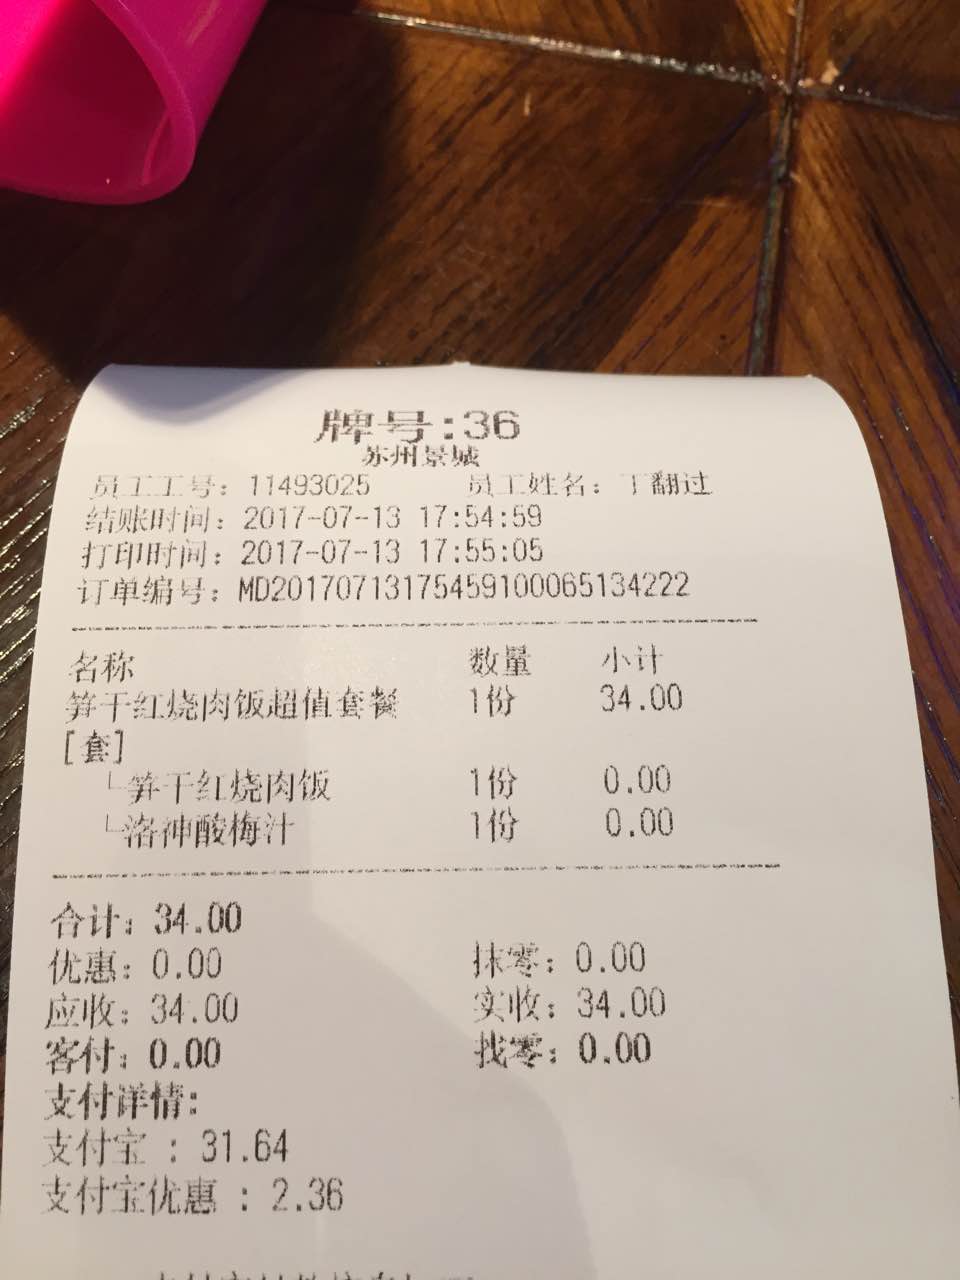 牌号:36
苏州景城
员工工号：11493025 员工姓名：丁翻过
结账时间：2017-07-13 17:54:59
打印时间：2017-07-13 17:55:05
订单编号：MD20170713175459100065134222
名称 数量 小计
笋干红烧肉饭超值套餐 1份 34.00
[套]
└笋干红烧肉饭 1份 0.00
└洛神酸梅汁 1份 0.00
合计：34.00
优惠：0.00 抹零：0.00
应收：34.00 实收：34.00
客付：0.00 找零：0.00
支付详情:
支付宝 : 31.64
支付宝优惠 : 2.36